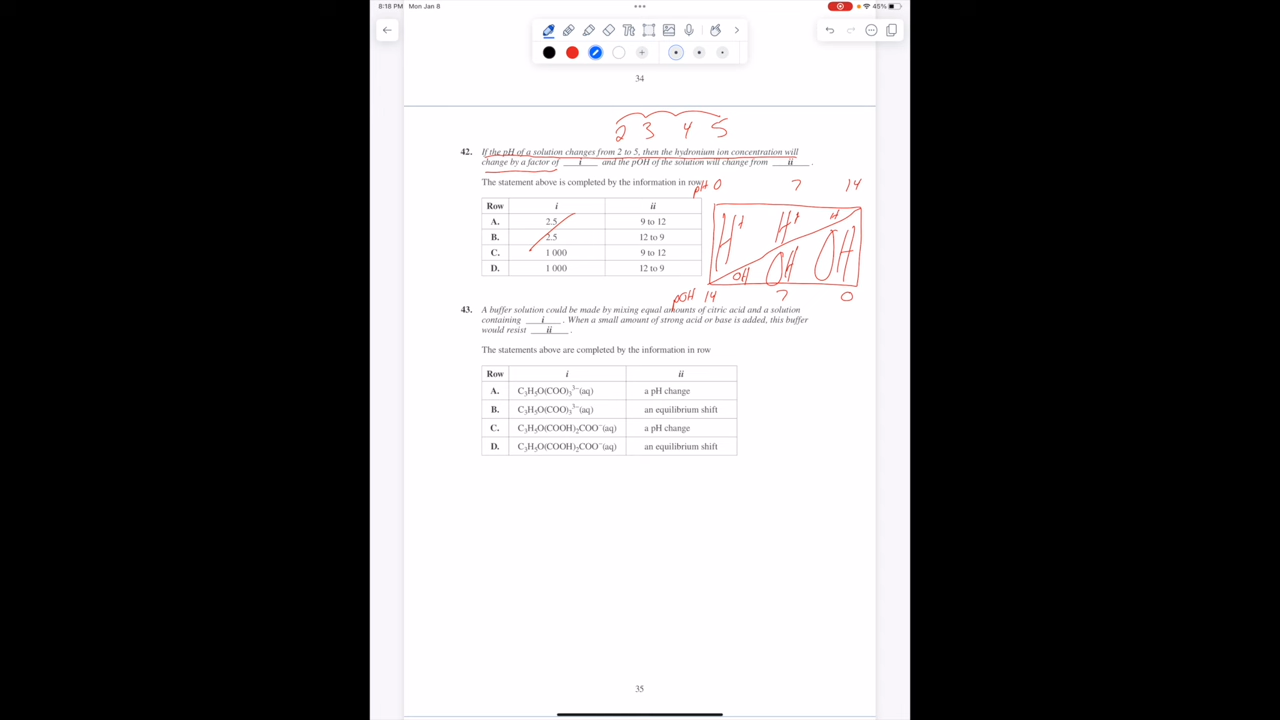 8:18 PM Mon Jan 8
45%
34
2 3 4 5
42. If the pH of a solution changes from 2 to 5, then the hydronium ion concentration will
change by a factor of i and the pOH of the solution will change from ii .
The statement above is completed by the information in row
Row i ii
A. 2.5 9 to 12
B. 2.5 12 to 9
C. 1 000 9 to 12
D. 1 000 12 to 9
pH 0 7 14
H+ H+ H
OH OH OH
pOH 14 7 0
43. A buffer solution could be made by mixing equal amounts of citric acid and a solution
containing i . When a small amount of strong acid or base is added, this buffer
would resist ii .
The statements above are completed by the information in row
Row i ii
A. C₃H₅O(COO)₃³⁻(aq) a pH change
B. C₃H₅O(COO)₃³⁻(aq) an equilibrium shift
C. C₃H₅O(COOH)₂COO⁻(aq) a pH change
D. C₃H₅O(COOH)₂COO⁻(aq) an equilibrium shift
35